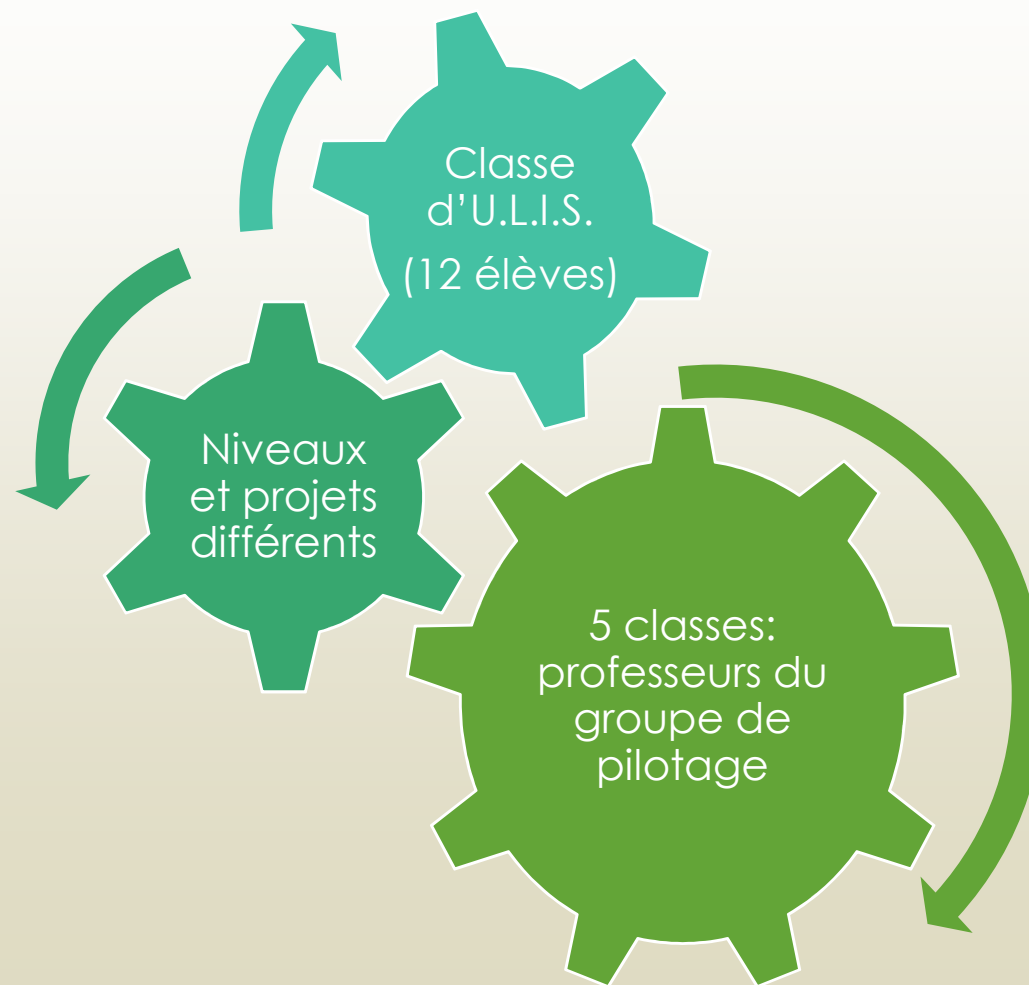 Classe
d’U.L.I.S.
(12 élèves)
Niveaux
et projets
différents
5 classes:
professeurs du
groupe de
pilotage